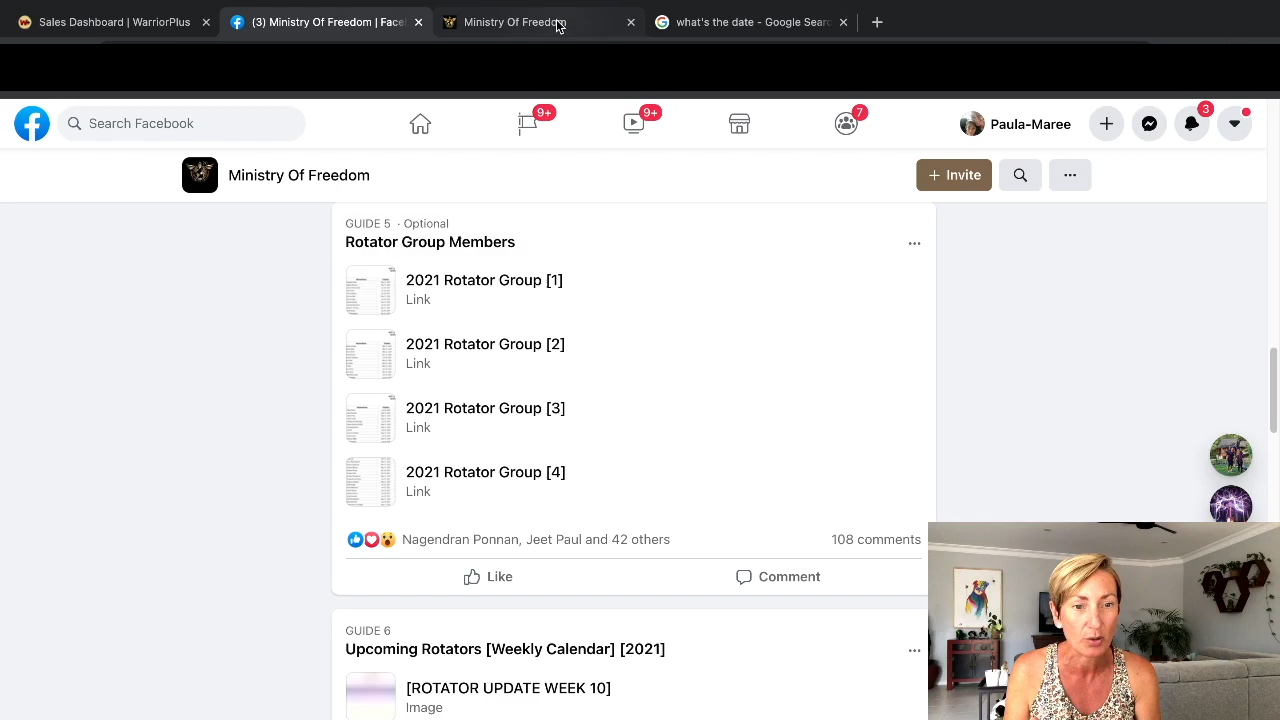 Sales Dashboard | WarriorPlus
(3) Ministry Of Freedom | Face
Ministry Of Freedom
what's the date - Google Searc
Search Facebook
9+
9+
7
Paula-Maree
3
Ministry Of Freedom
+ Invite
GUIDE 5 · Optional
Rotator Group Members
2021 Rotator Group [1]
Link
2021 Rotator Group [2]
Link
2021 Rotator Group [3]
Link
2021 Rotator Group [4]
Link
Nagendran Ponnan, Jeet Paul and 42 others
108 comments
Like
Comment
GUIDE 6
Upcoming Rotators [Weekly Calendar] [2021]
[ROTATOR UPDATE WEEK 10]
Image